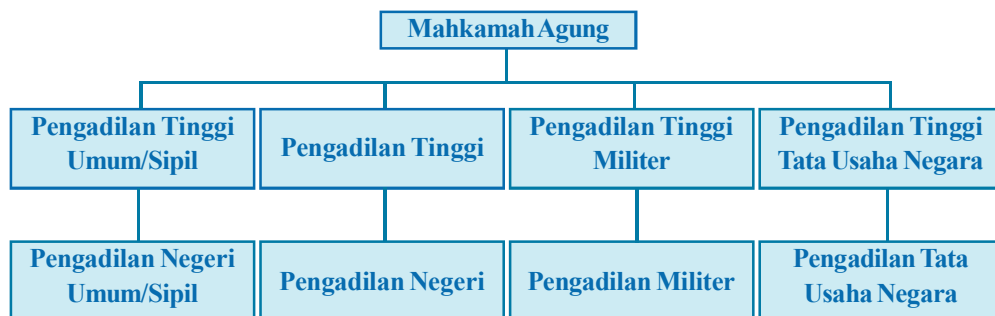 Mahkamah Agung
Pengadilan Tinggi
Umum/Sipil
Pengadilan Tinggi
Pengadilan Tinggi
Militer
Pengadilan Tinggi
Tata Usaha Negara
Pengadilan Negeri
Umum/Sipil
Pengadilan Negeri
Pengadilan Militer
Pengadilan Tata
Usaha Negara